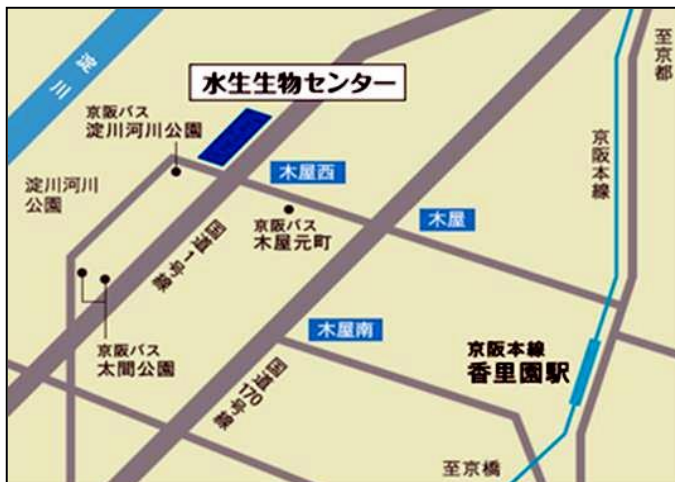 淀川
水生生物センター
至京都
京阪バス
淀川河川公園
京阪本線
淀川河川
公園
木屋西
木屋
京阪バス
木屋元町
国道1号線
木屋南
京阪バス
太間公園
京阪本線
香里園駅
国道170号線
至京橋